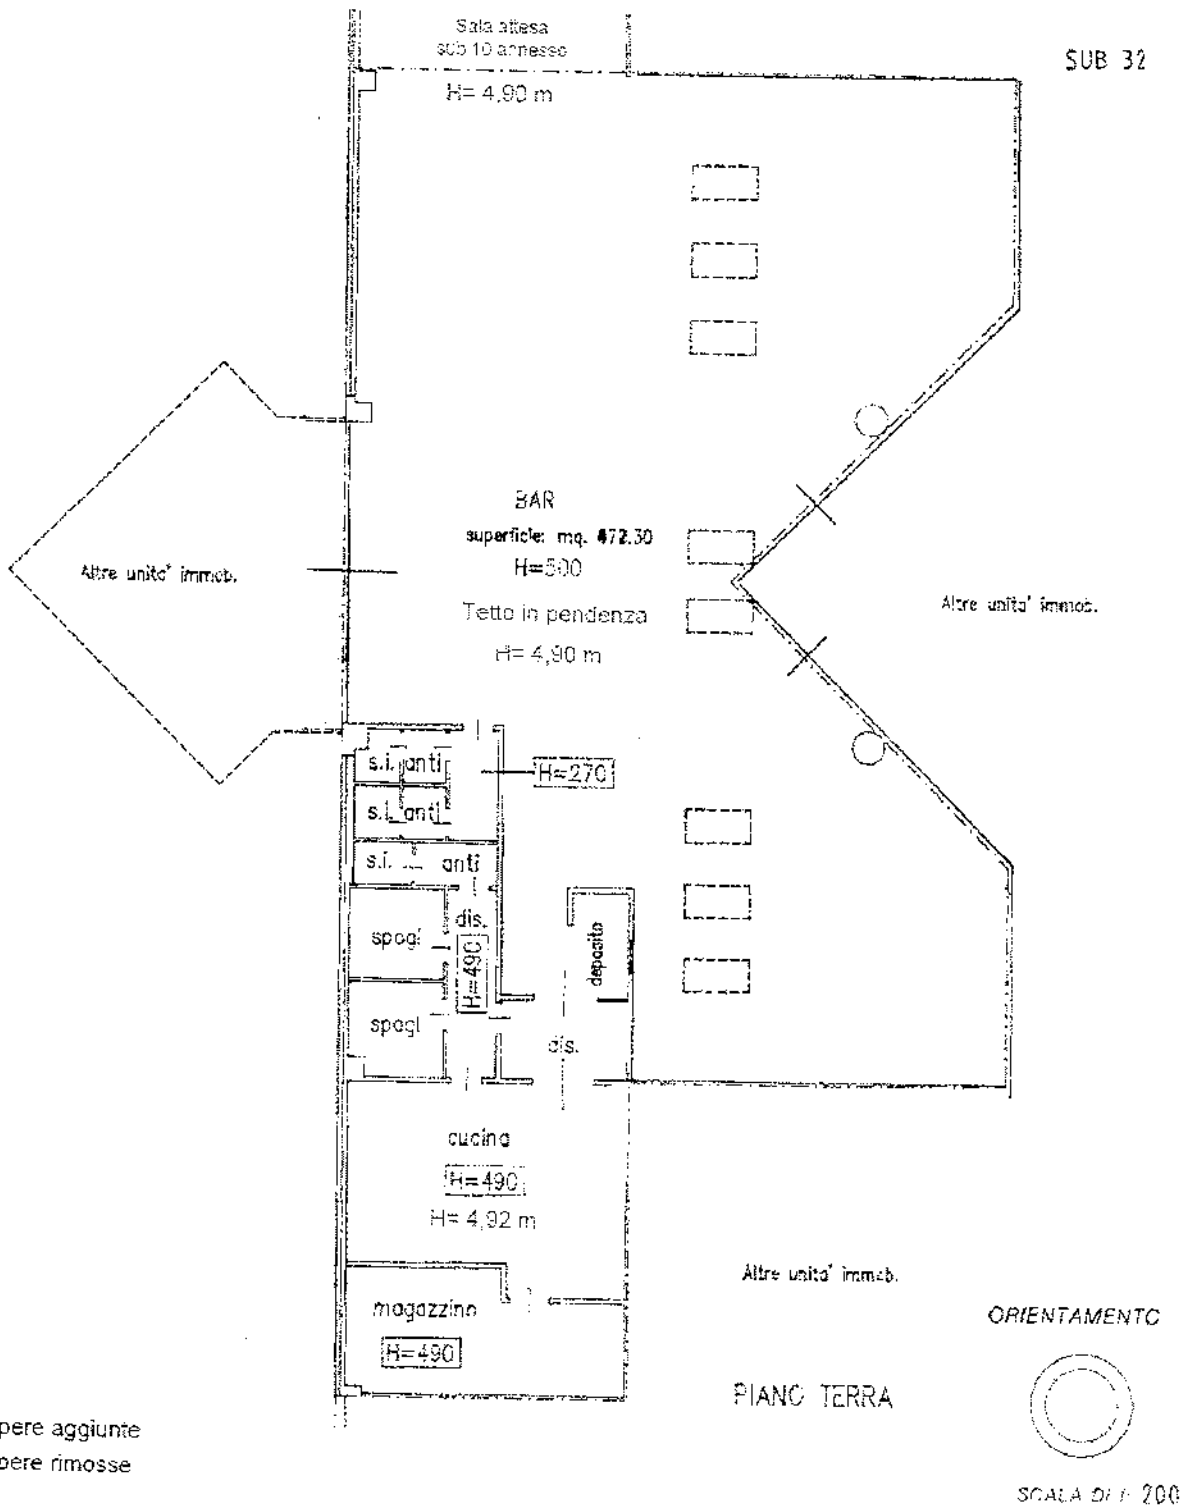 Sala attesa
sub 10 annesso
H= 4,90 m
SUB 32
BAR
superficie: mq. 472.30
H=500
Tetto in pendenza
H= 4,90 m
Altre unita' immob.
Altre unita' immob.
s.i. anti
H=270
s.i. anti
s.i. anti
dis.
spogl
H=490
deposito
spogl
dis.
cucina
H=490
H= 4,92 m
Altre unita' immob.
magazzino
H=490
ORIENTAMENTO
PIANO TERRA
pere aggiunte
pere rimosse
SCALA DI 1: 200